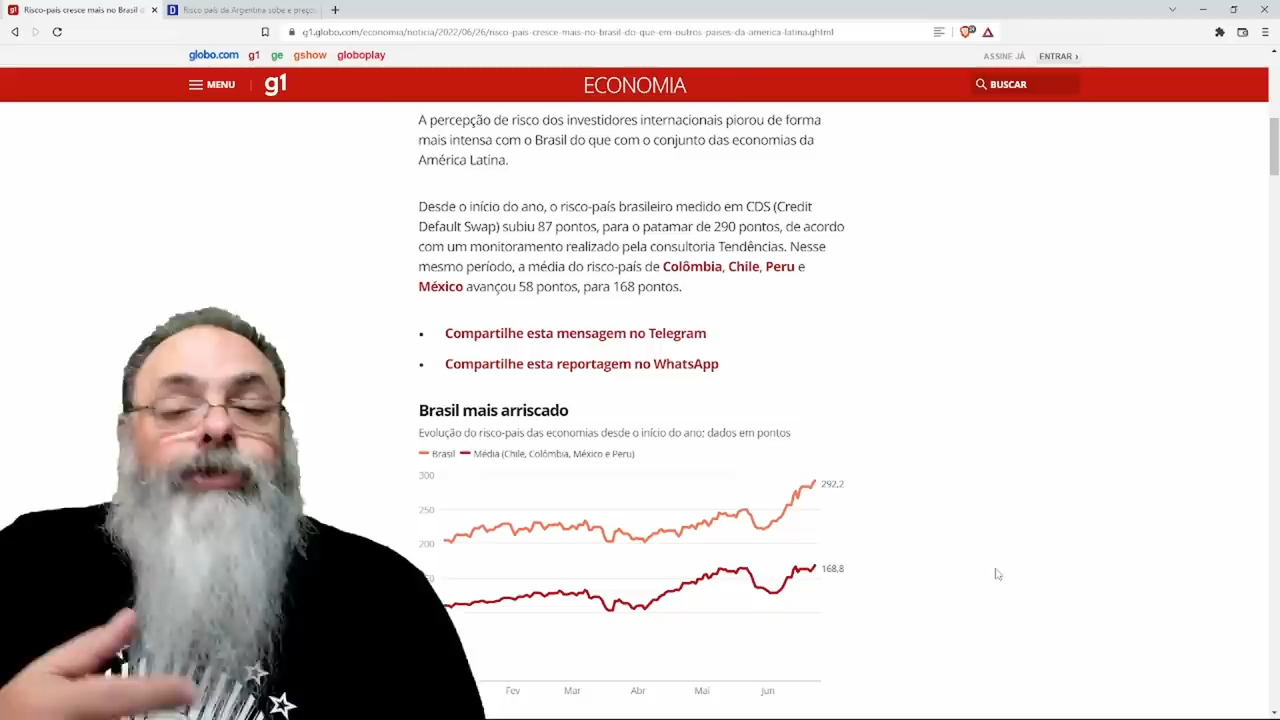 Risco-país cresce mais no Brasil d
Risco país da Argentina sobe e preços
g1.globo.com/economia/noticia/2022/06/26/risco-pais-cresce-mais-no-brasil-do-que-em-outros-paises-da-america-latina.ghtml
globo.com g1 ge gshow globoplay
ASSINE JÁ ENTRAR ›
MENU g1 ECONOMIA BUSCAR
A percepção de risco dos investidores internacionais piorou de forma
mais intensa com o Brasil do que com o conjunto das economias da
América Latina.
Desde o início do ano, o risco-país brasileiro medido em CDS (Credit
Default Swap) subiu 87 pontos, para o patamar de 290 pontos, de acordo
com um monitoramento realizado pela consultoria Tendências. Nesse
mesmo período, a média do risco-país de Colômbia, Chile, Peru e
México avançou 58 pontos, para 168 pontos.
• Compartilhe esta mensagem no Telegram
• Compartilhe esta reportagem no WhatsApp
Brasil mais arriscado
Evolução do risco-país das economias desde o início do ano; dados em pontos
Brasil Média (Chile, Colômbia, México e Peru)
300
292,2
250
200
168,8
Fev Mar Abr Mai Jun